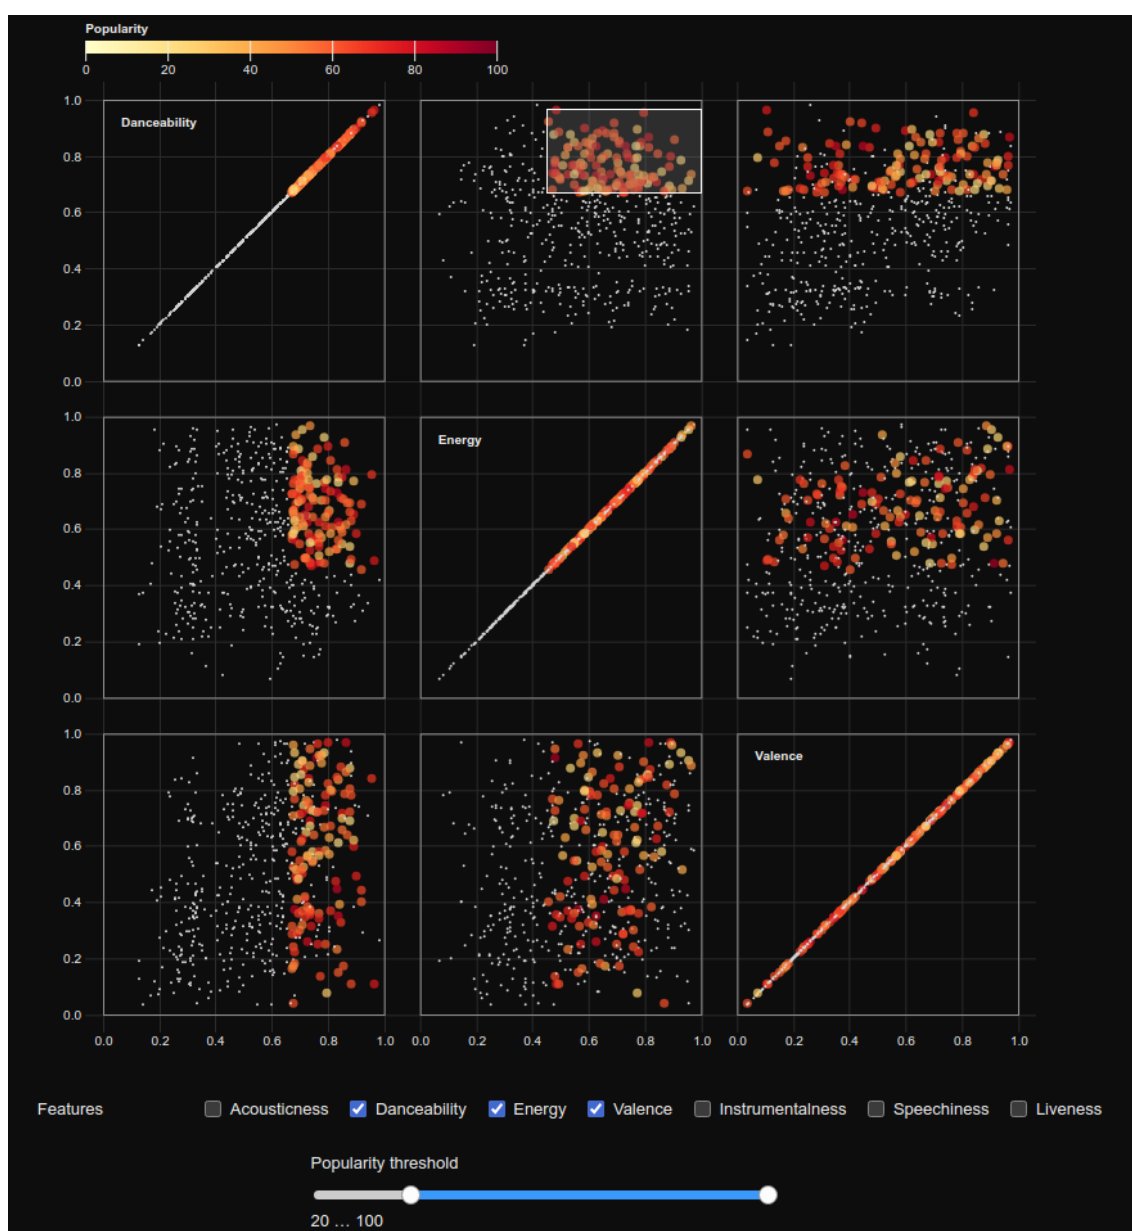 Popularity
0 20 40 60 80 100
1.0
Danceability
0.8
0.6
0.4
0.2
0.0
1.0
Energy
0.8
0.6
0.4
0.2
0.0
1.0
Valence
0.8
0.6
0.4
0.2
0.0
0.0 0.2 0.4 0.6 0.8 1.0 0.0 0.2 0.4 0.6 0.8 1.0 0.0 0.2 0.4 0.6 0.8 1.0
Features Acousticness Danceability Energy Valence Instrumentalness Speechiness Liveness
Popularity threshold
20 … 100